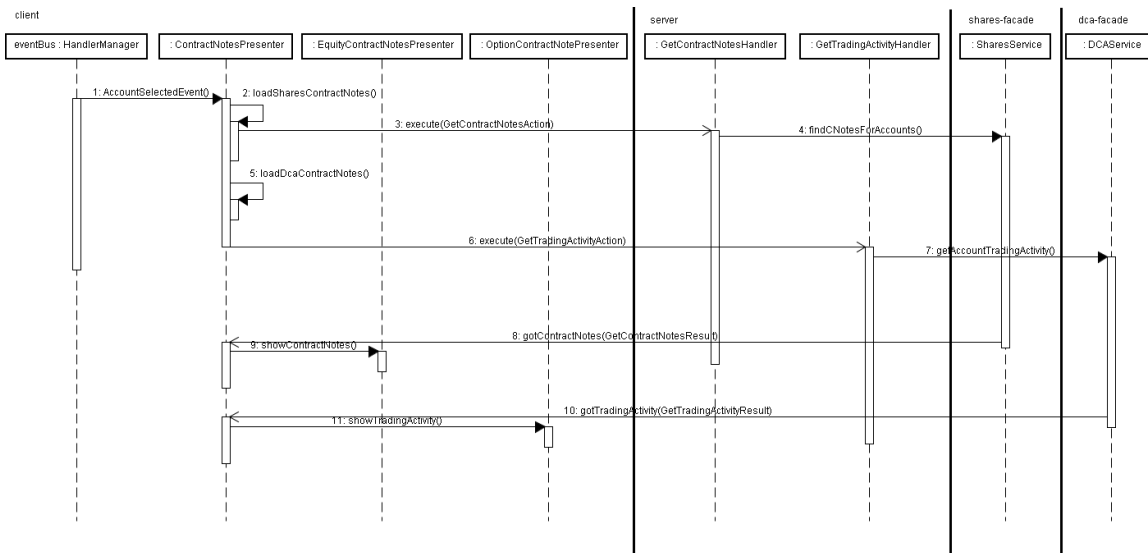 client
server
shares-facade
dca-facade
eventBus : HandlerManager
: ContractNotesPresenter
: EquityContractNotesPresenter
: OptionContractNotePresenter
: GetContractNotesHandler
: GetTradingActivityHandler
: SharesService
: DCAService
1: AccountSelectedEvent()
2: loadSharesContractNotes()
3: execute(GetContractNotesAction)
4: findCNotesForAccounts()
5: loadDcaContractNotes()
6: execute(GetTradingActivityAction)
7: getAccountTradingActivity()
8: gotContractNotes(GetContractNotesResult)
9: showContractNotes()
10: gotTradingActivity(GetTradingActivityResult)
11: showTradingActivity()